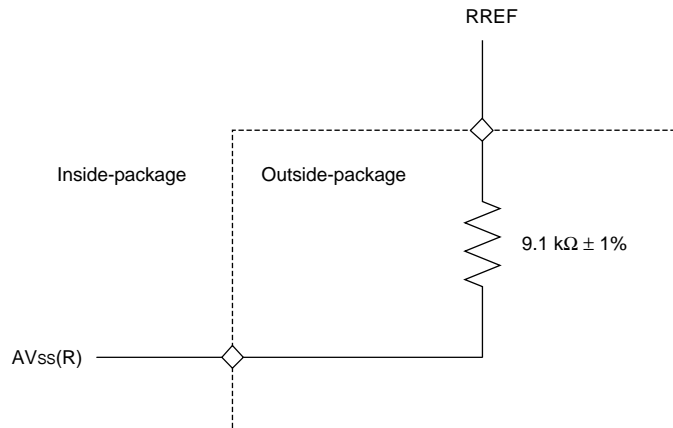 RREF
Inside-package
Outside-package
9.1 kΩ ± 1%
AVss(R)